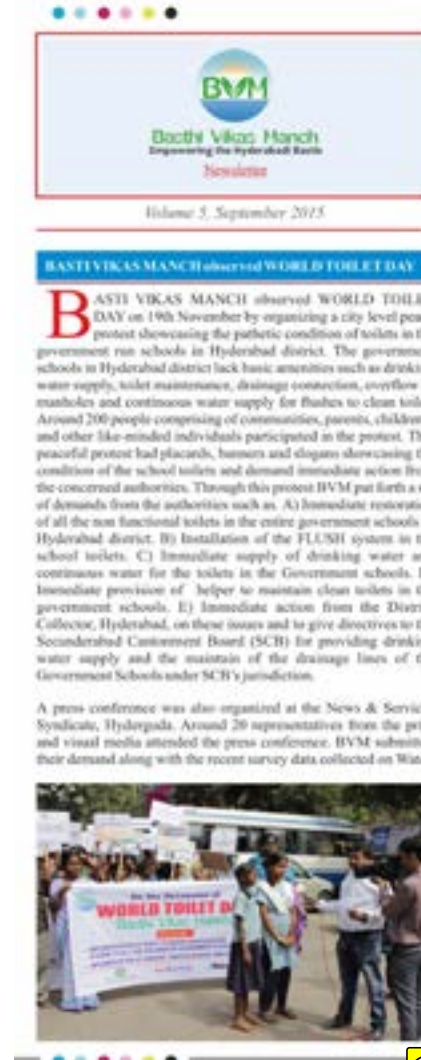 BVM
Basthi Vikas Manch
Empowering the Hyderabadi Bastis
Newsletter
Volume 5, September 2015
BASTI VIKAS MANCH observed WORLD TOILET DAY
BASTI VIKAS MANCH observed WORLD TOILE
DAY on 19th November by organizing a city level peac
protest showcasing the pathetic condition of toilets in t
government run schools in Hyderabad district. The governme
schools in Hyderabad district lack basic amenities such as drinki
water supply, toilet maintenance, drainage connection, overflow
manholes and continuous water supply for flushes to clean toile
Around 200 people comprising of communities, parents, children
and other like-minded individuals participated in the protest. Th
peaceful protest had placards, banners and slogans showcasing t
condition of the school toilets and demand immediate action fro
the concerned authorities. Through this protest BVM put forth a s
of demands from the authorities such as. A) Immediate restorati
of all the non functional toilets in the entire government schools
Hyderabad district. B) Installation of the FLUSH system in t
school toilets. C) Immediate supply of drinking water a
continuous water for the toilets in the Government schools.
Immediate provision of helper to maintain clean toilets in t
government schools. E) Immediate action from the Distri
Collector, Hyderabad, on these issues and to give directives to t
Secunderabad Cantonment Board (SCB) for providing drinki
water supply and the maintain of the drainage lines of t
Government Schools under SCB's jurisdiction.
A press conference was also organized at the News & Servic
Syndicate, Hyderguda. Around 20 representatives from the pri
and visual media attended the press conference. BVM submitte
their demand along with the recent survey data collected on Wate
On the Occasion of
WORLD TOILET DA
Basthi Vikas Manch